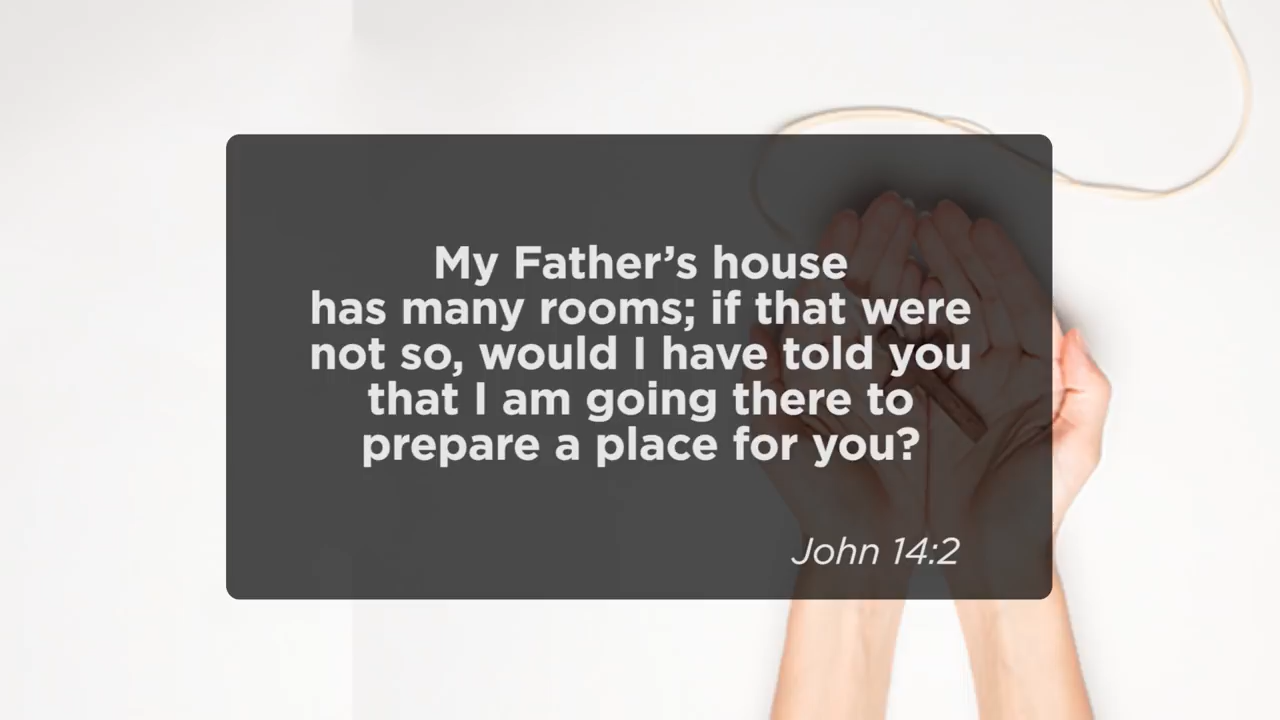 My Father’s house
has many rooms; if that were
not so, would I have told you
that I am going there to
prepare a place for you?
John 14:2